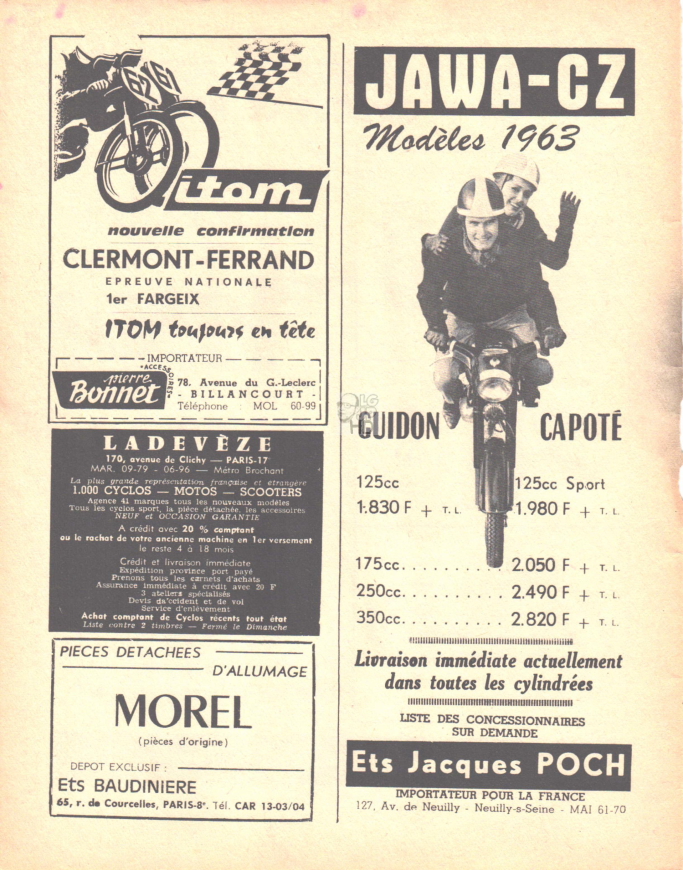 62
61
itom
nouvelle confirmation
CLERMONT-FERRAND
EPREUVE NATIONALE
1er FARGEIX
ITOM toujours en tête
IMPORTATEUR
pierre
Bonnet
ACCESSOIRES
78. Avenue du G.-Leclerc
- BILLANCOURT -
Téléphone : MOL 60-99
LADEVÈZE
170, avenue de Clichy — PARIS-17
MAR. 09-79 - 06-96 — Métro Brochant
La plus grande représentation française et étrangère
1.000 CYCLOS — MOTOS — SCOOTERS
Agence 41 marques tous les nouveaux modèles
Tous les cyclos sport, la pièce détachée, les accessoires
NEUF et OCCASION GARANTIE
A crédit avec 20 % comptant
ou le rachat de votre ancienne machine en 1er versement
le reste 4 à 18 mois
Crédit et livraison immédiate
Expédition province port payé
Prenons tous les carnets d'achats
Assurance immédiate à crédit avec 20 F
3 ateliers spécialisés
Devis d'accident et de vol
Service d'enlèvement
Achat comptant de Cyclos récents tout état
Liste contre 2 timbres — Fermé le Dimanche
PIECES DETACHEES
D'ALLUMAGE
MOREL
(pièces d'origine)
DEPOT EXCLUSIF :
Ets BAUDINIERE
65, r. de Courcelles, PARIS-8e. Tél. CAR 13-03/04
JAWA-CZ
Modèles 1963
GUIDON CAPOTÉ
125cc 125cc Sport
1.830 F + T. L. 1.980 F + T. L.
175cc.......... 2.050 F + T. L.
250cc.......... 2.490 F + T. L.
350cc.......... 2.820 F + T. L.
Livraison immédiate actuellement
dans toutes les cylindrées
LISTE DES CONCESSIONNAIRES
SUR DEMANDE
Ets Jacques POCH
IMPORTATEUR POUR LA FRANCE
127, Av. de Neuilly - Neuilly-s-Seine - MAI 61-70